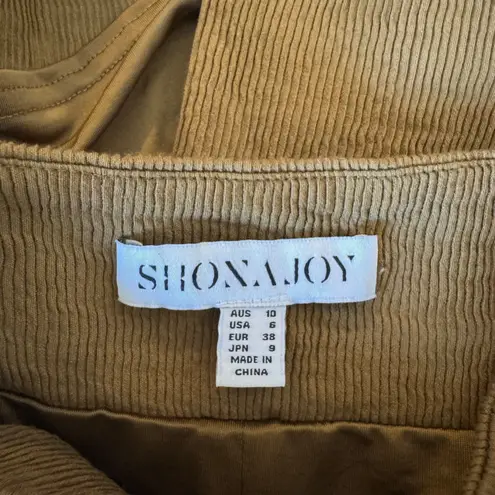 SHONAJOY
AUS 10
USA 6
EUR 38
JPN 9
MADE IN
CHINA